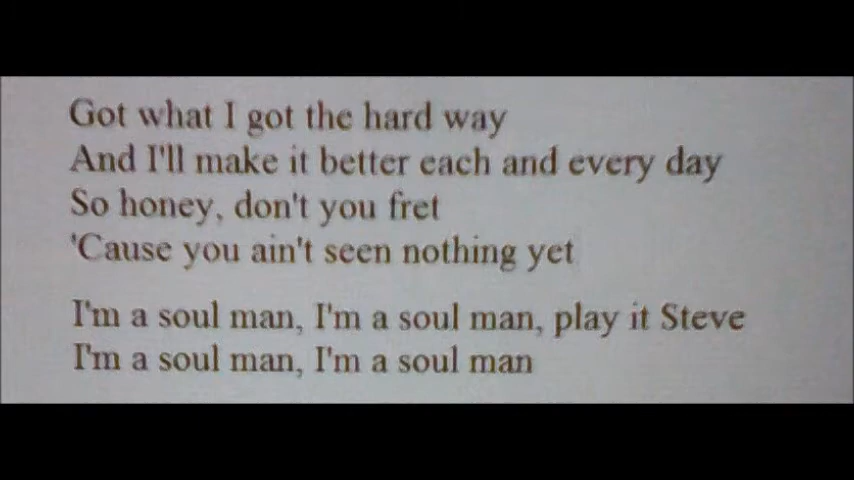 Got what I got the hard way
And I'll make it better each and every day
So honey, don't you fret
'Cause you ain't seen nothing yet
I'm a soul man, I'm a soul man, play it Steve
I'm a soul man, I'm a soul man